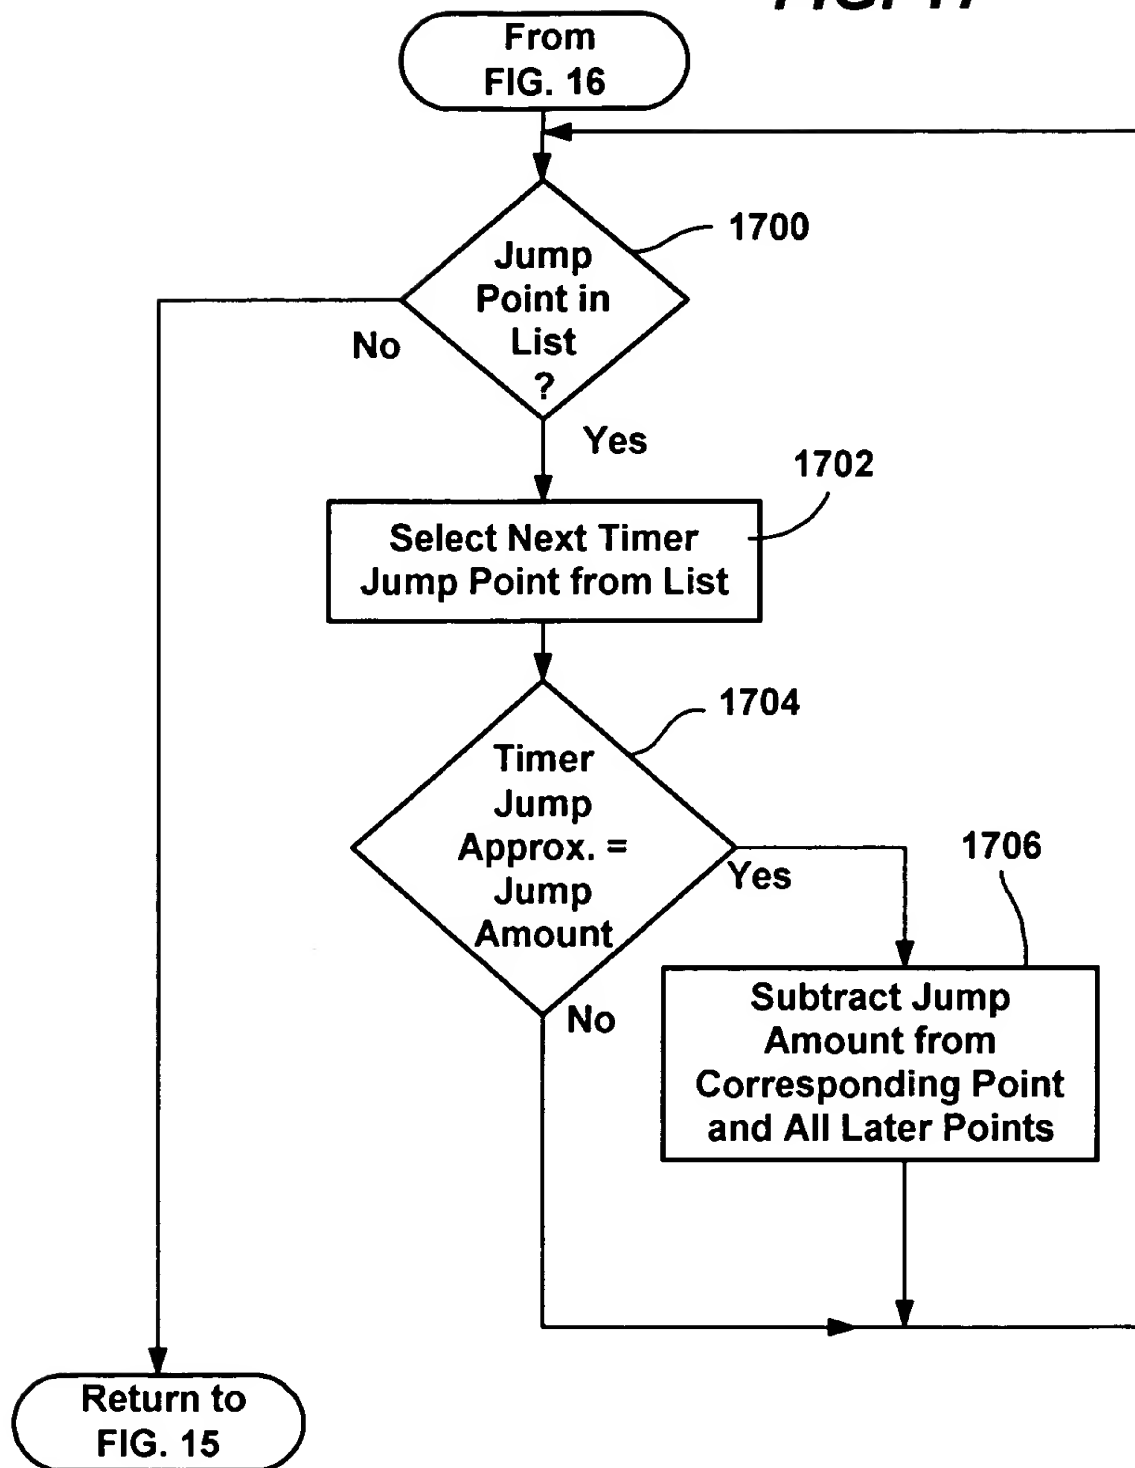 FIG. 17
From
FIG. 16
1700
Jump
Point in
List
?
No
Yes
1702
Select Next Timer
Jump Point from List
1704
Timer
Jump
Approx. =
Jump
Amount
Yes
1706
No
Subtract Jump
Amount from
Corresponding Point
and All Later Points
Return to
FIG. 15